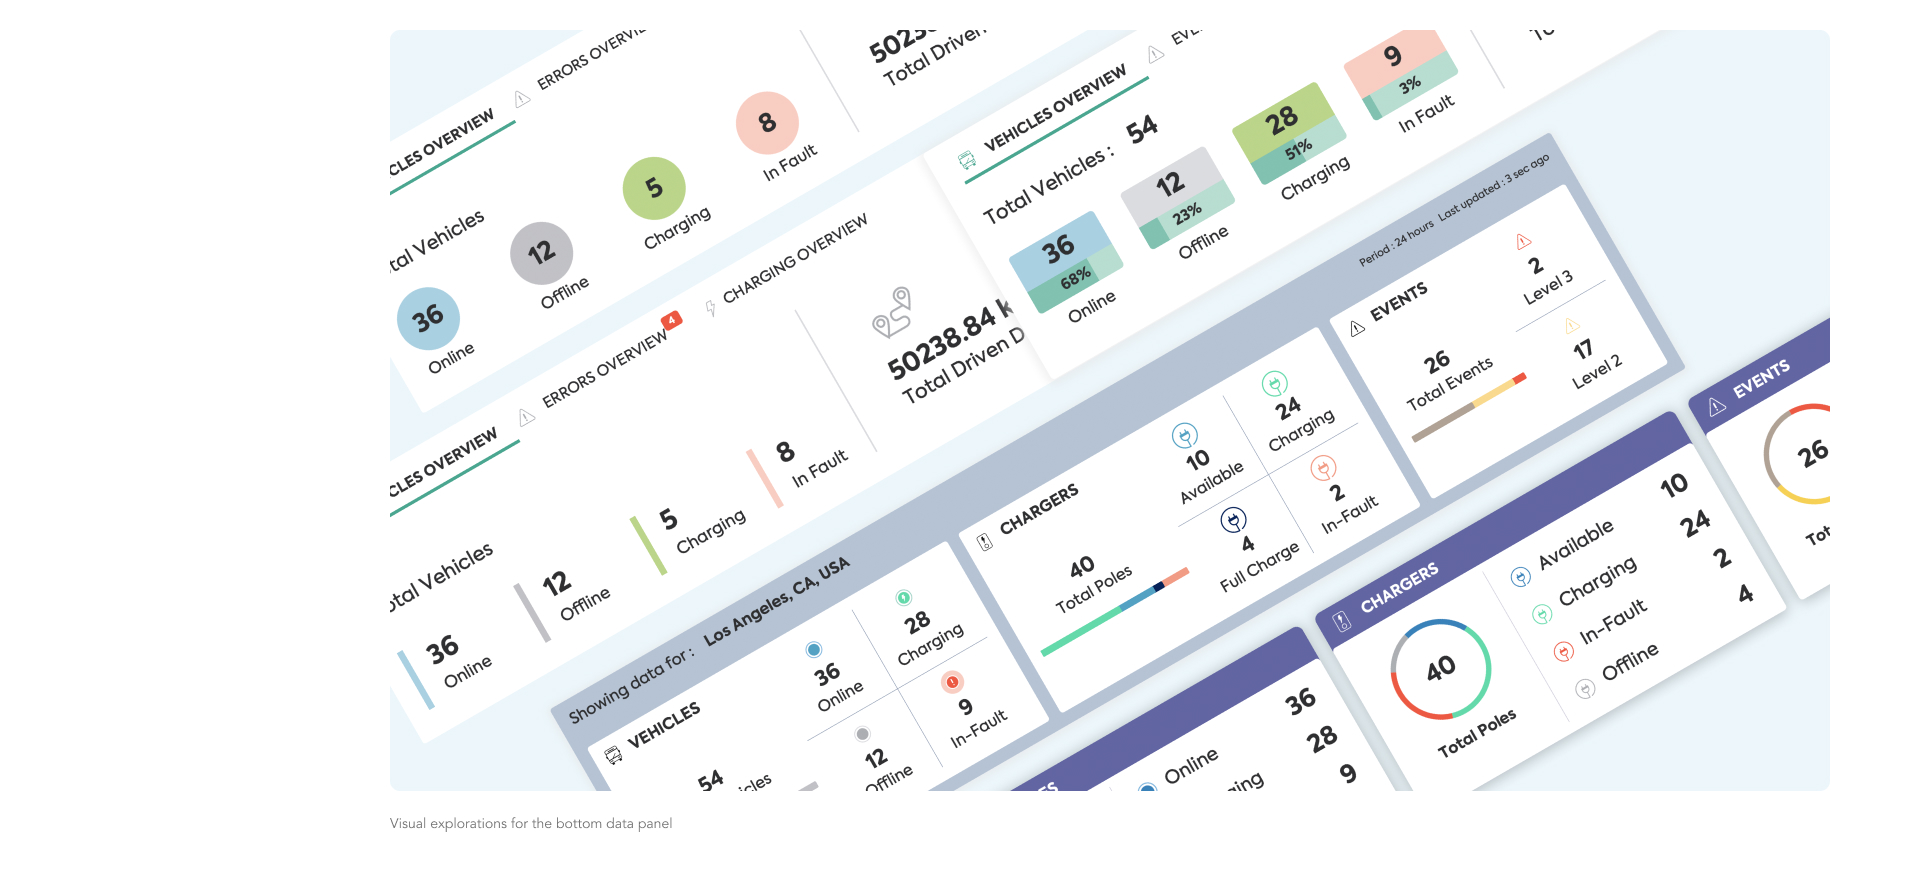 ERRORS
CLES OVERVIEW
8
In Fault
5
Charging
tal Vehicles
12
Offline
36
Online
Total Driven
VEHICLES OVERVIEW
Total Vehicles : 54
36
68%
Online
12
23%
Offline
28
51%
Charging
9
3%
In Fault
CLES OVERVIEW
ERRORS OVERVIEW
4
CHARGING OVERVIEW
tal Vehicles
36
Online
12
Offline
5
Charging
8
In Fault
50238.84 k
Total Driven D
Showing data for : Los Angeles, CA, USA
Period : 24 hours Last updated : 3 sec ago
VEHICLES
54
icles
36
Online
28
Charging
12
Offline
9
In-Fault
CHARGERS
40
Total Poles
10
Available
24
Charging
4
Full Charge
2
In-Fault
EVENTS
26
Total Events
2
Level 3
17
Level 2
ES
Online 36
ging 28
9
CHARGERS
40
Total Poles
Available 10
Charging 24
In-Fault 2
Offline 4
EVENTS
26
Tot
Visual explorations for the bottom data panel